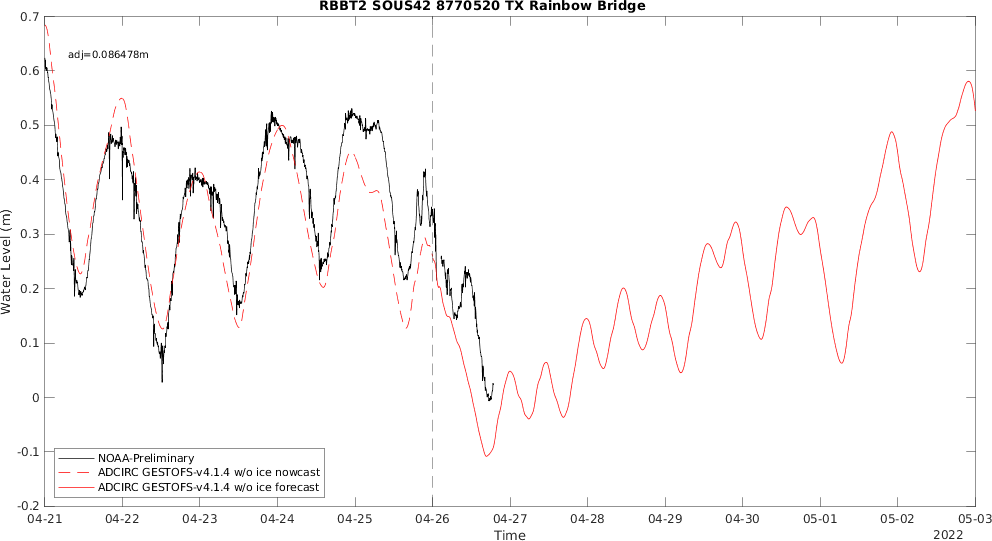 RBBT2 SOUS42 8770520 TX Rainbow Bridge
adj=0.086478m
Water Level (m)
0.7
0.6
0.5
0.4
0.3
0.2
0.1
0
-0.1
-0.2
NOAA-Preliminary
ADCIRC GESTOFS-v4.1.4 w/o ice nowcast
ADCIRC GESTOFS-v4.1.4 w/o ice forecast
04-21 04-22 04-23 04-24 04-25 04-26 04-27 04-28 04-29 04-30 05-01 05-02 05-03
Time
2022